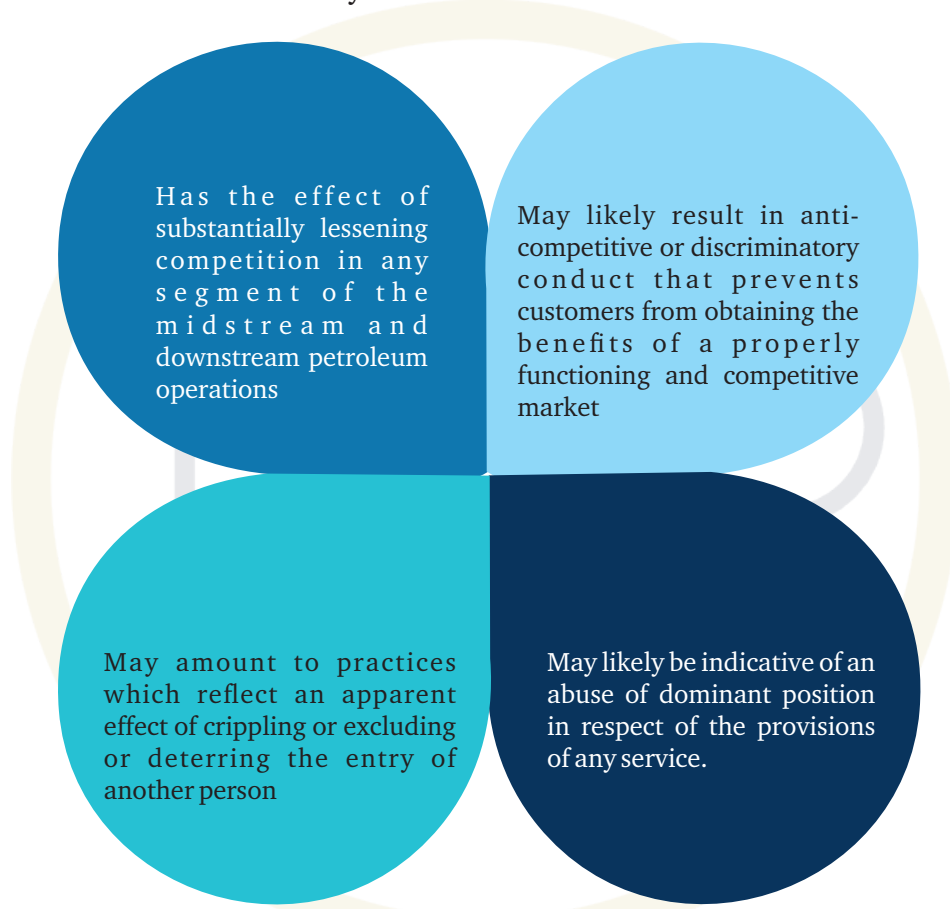 Has the effect of
substantially lessening
competition in any
segment of the
midstream and
downstream petroleum
operations
May likely result in anti-
competitive or discriminatory
conduct that prevents
customers from obtaining the
benefits of a properly
functioning and competitive
market
May amount to practices
which reflect an apparent
effect of crippling or excluding
or deterring the entry of
another person
May likely be indicative of an
abuse of dominant position
in respect of the provisions
of any service.